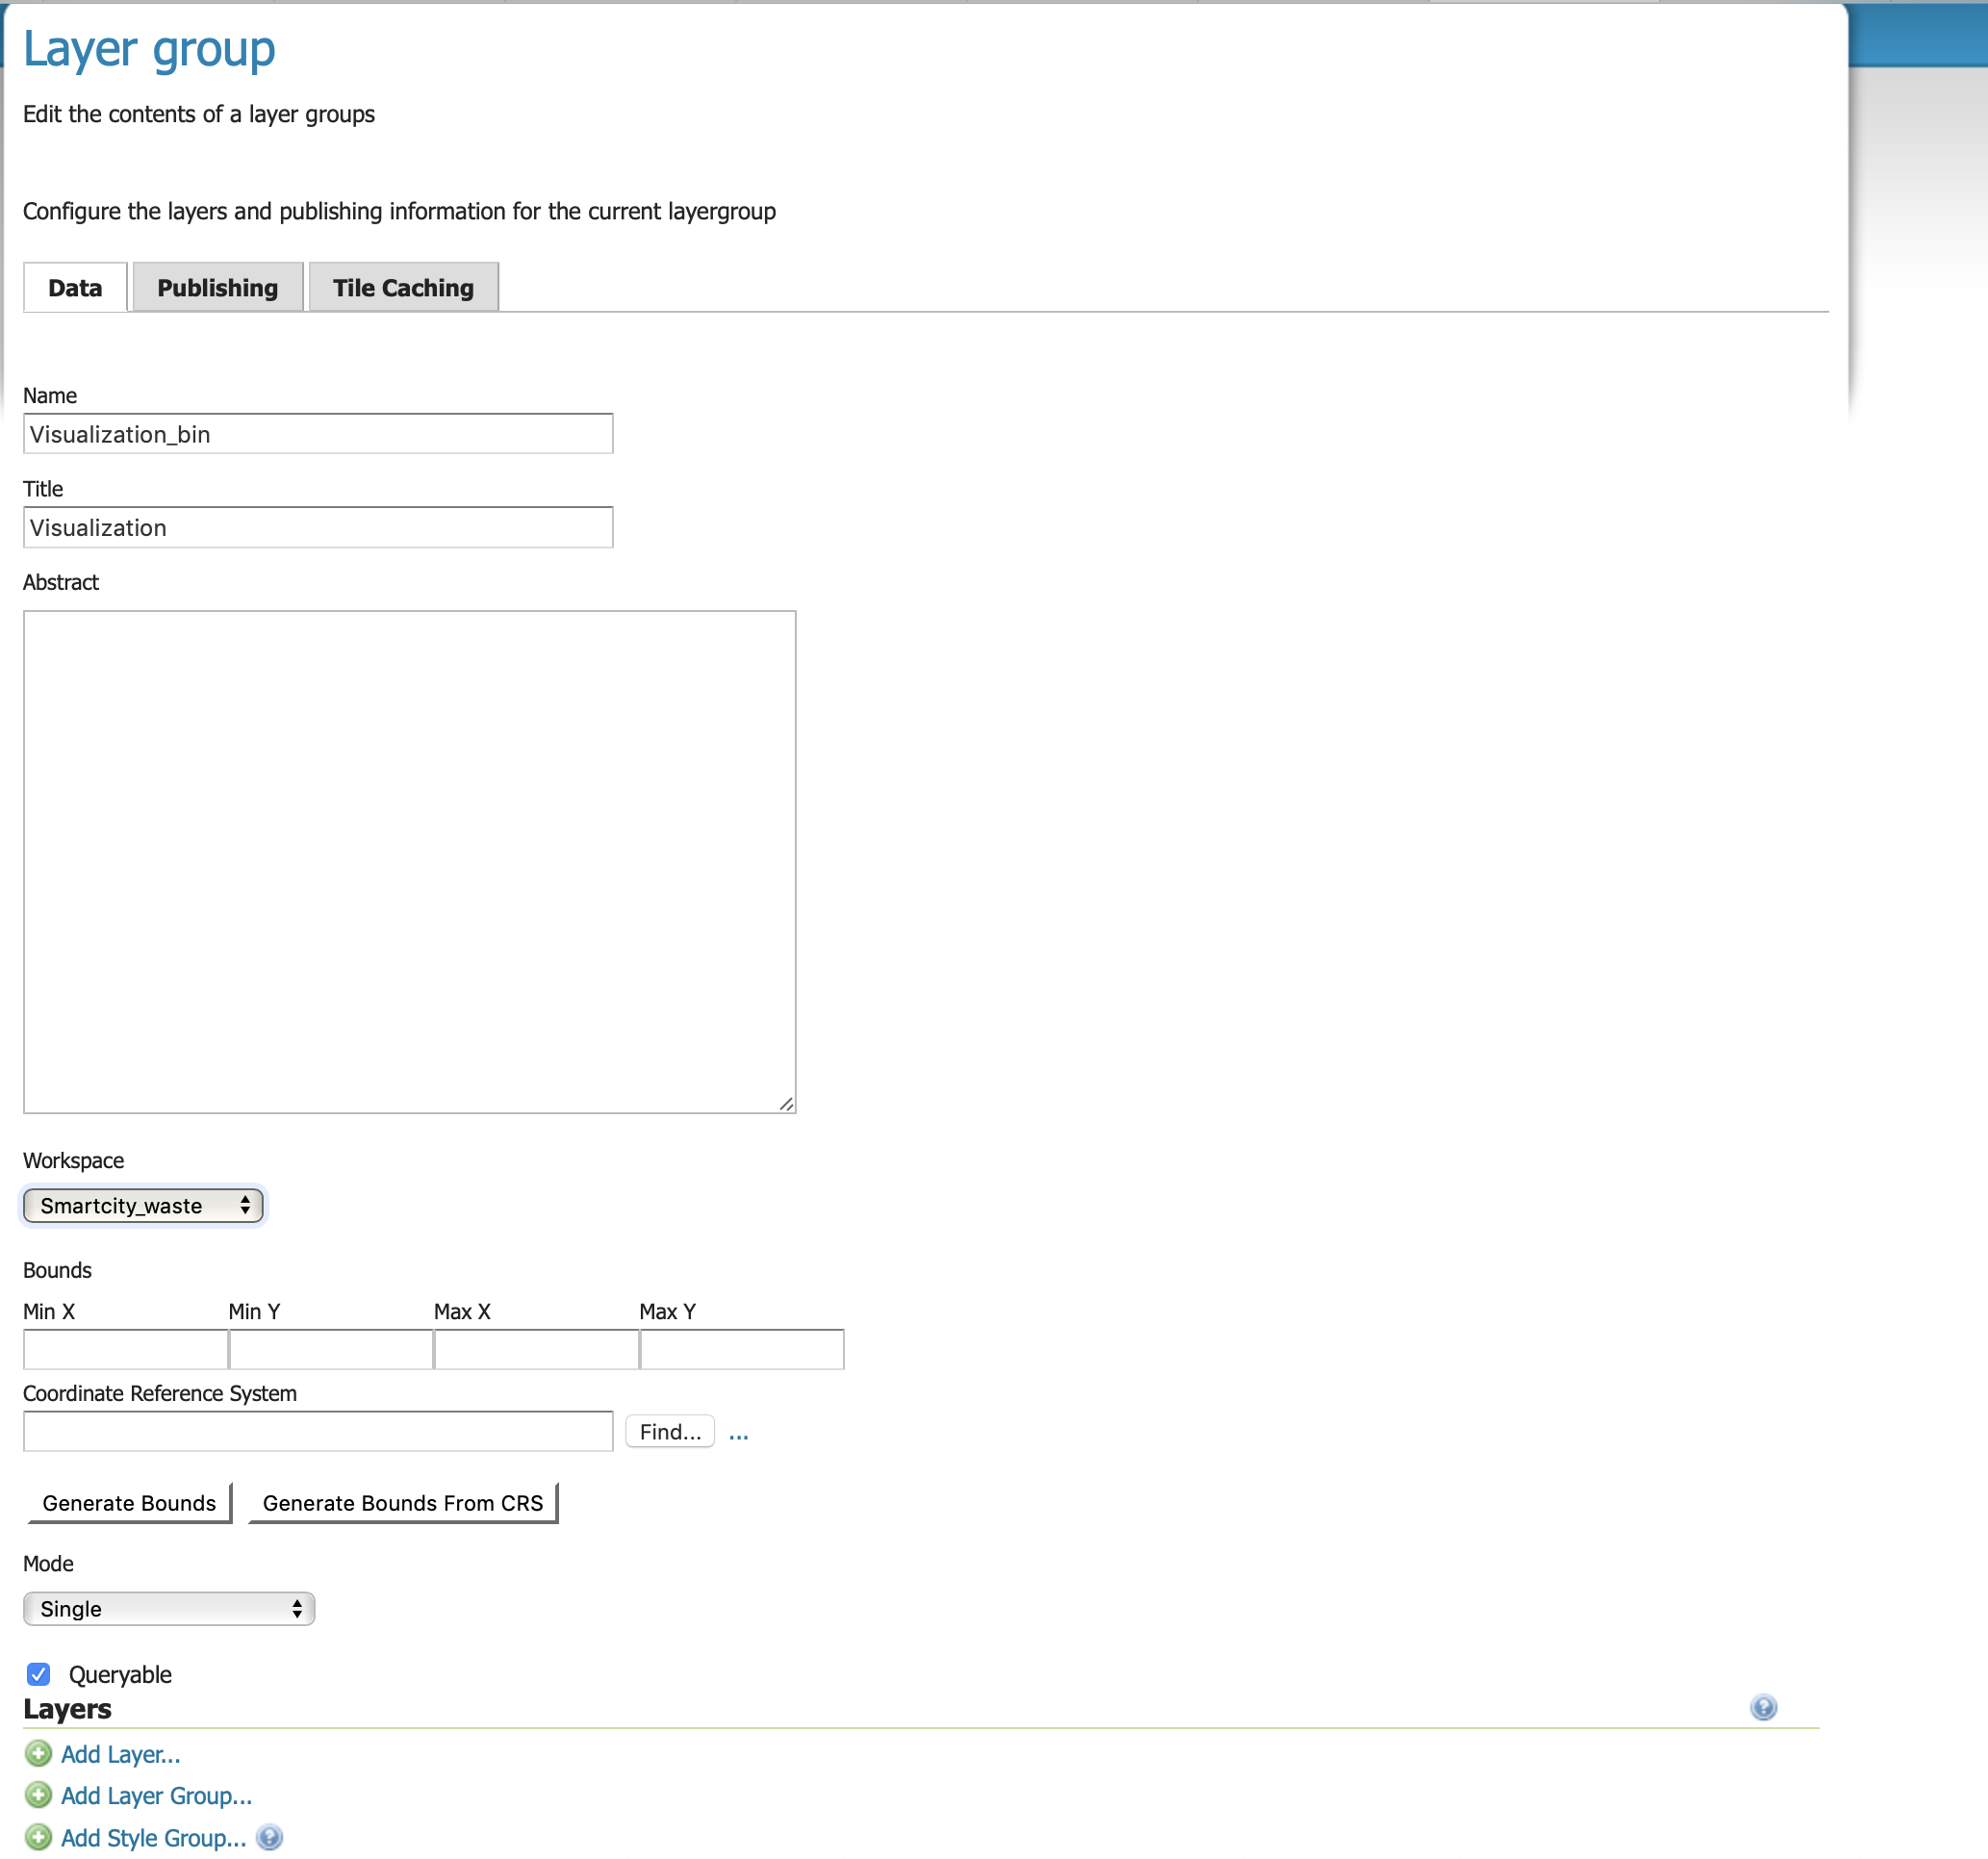 Layer group
Edit the contents of a layer groups
Configure the layers and publishing information for the current layergroup
Data Publishing Tile Caching
Name
Visualization_bin
Title
Visualization
Abstract
Workspace
Smartcity_waste
Bounds
Min X Min Y Max X Max Y
Coordinate Reference System
Find... ...
Generate Bounds Generate Bounds From CRS
Mode
Single
Queryable
Layers
Add Layer...
Add Layer Group...
Add Style Group...